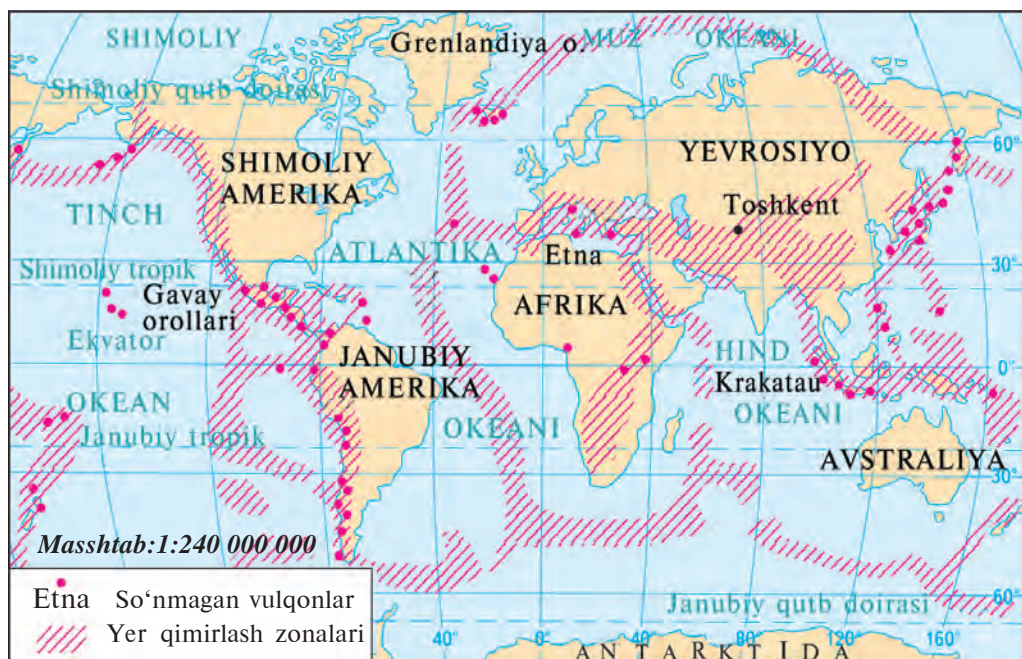 SHIMOLIY MUZ OKEANI
Grenlandiya o.
Shimoliy qutb doirasi
60°
SHIMOLIY
AMERIKA
YEVROSIYO
TINCH
Toshkent
ATLANTIKA
Etna
Shimoliy tropik
30°
Gavay
orollari
AFRIKA
Ekvator
JANUBIY
AMERIKA
HIND
0°
Krakatau
OKEAN
OKEANI
OKEANI
Janubiy tropik
AVSTRALIYA
30°
Masshtab:1:240 000 000
Etna So‘nmagan vulqonlar
Yer qimirlash zonalari
60°
Janubiy qutb doirasi
40° 0° 40° 80° 120° 160°
ANTARKTIDA